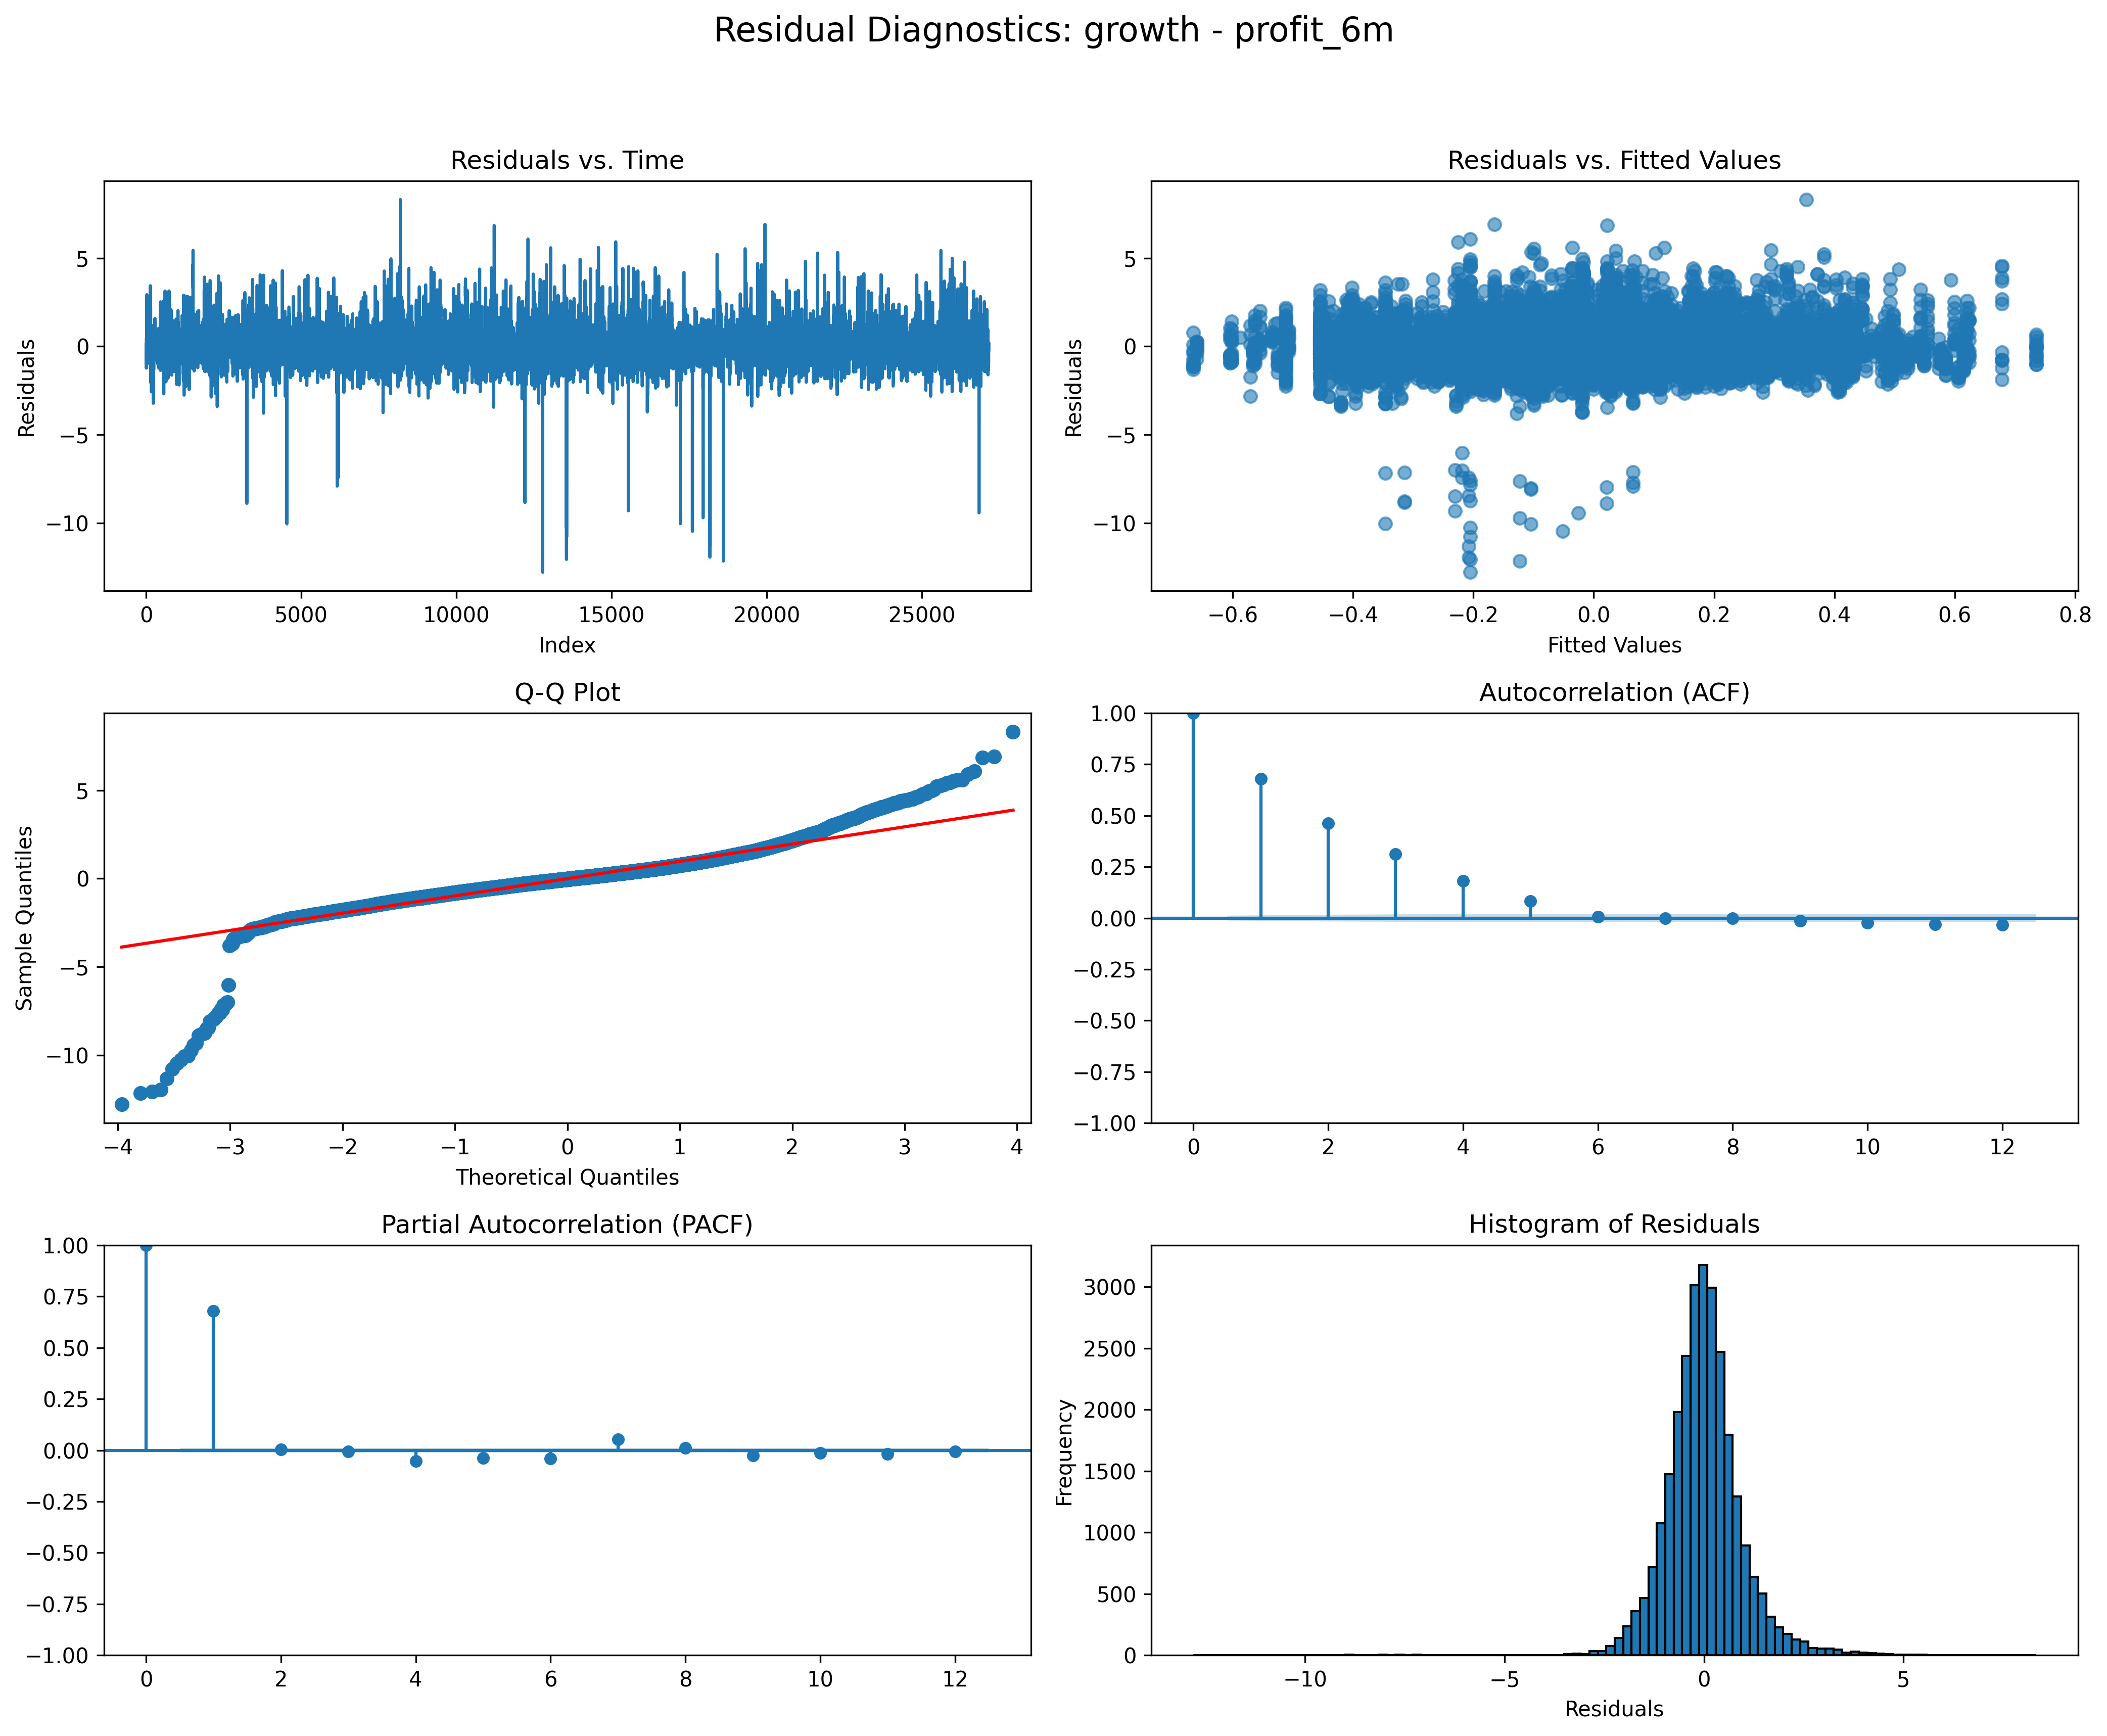 Residual Diagnostics: growth - profit_6m
Residuals vs. Time
Residuals
5
0
−5
−10
0 5000 10000 15000 20000 25000
Index
Residuals vs. Fitted Values
Residuals
5
0
−5
−10
−0.6 −0.4 −0.2 0.0 0.2 0.4 0.6 0.8
Fitted Values
Q-Q Plot
Sample Quantiles
5
0
−5
−10
−4 −3 −2 −1 0 1 2 3 4
Theoretical Quantiles
Autocorrelation (ACF)
1.00
0.75
0.50
0.25
0.00
−0.25
−0.50
−0.75
−1.00
0 2 4 6 8 10 12
Partial Autocorrelation (PACF)
1.00
0.75
0.50
0.25
0.00
−0.25
−0.50
−0.75
−1.00
0 2 4 6 8 10 12
Histogram of Residuals
Frequency
3000
2500
2000
1500
1000
500
0
−10 −5 0 5
Residuals